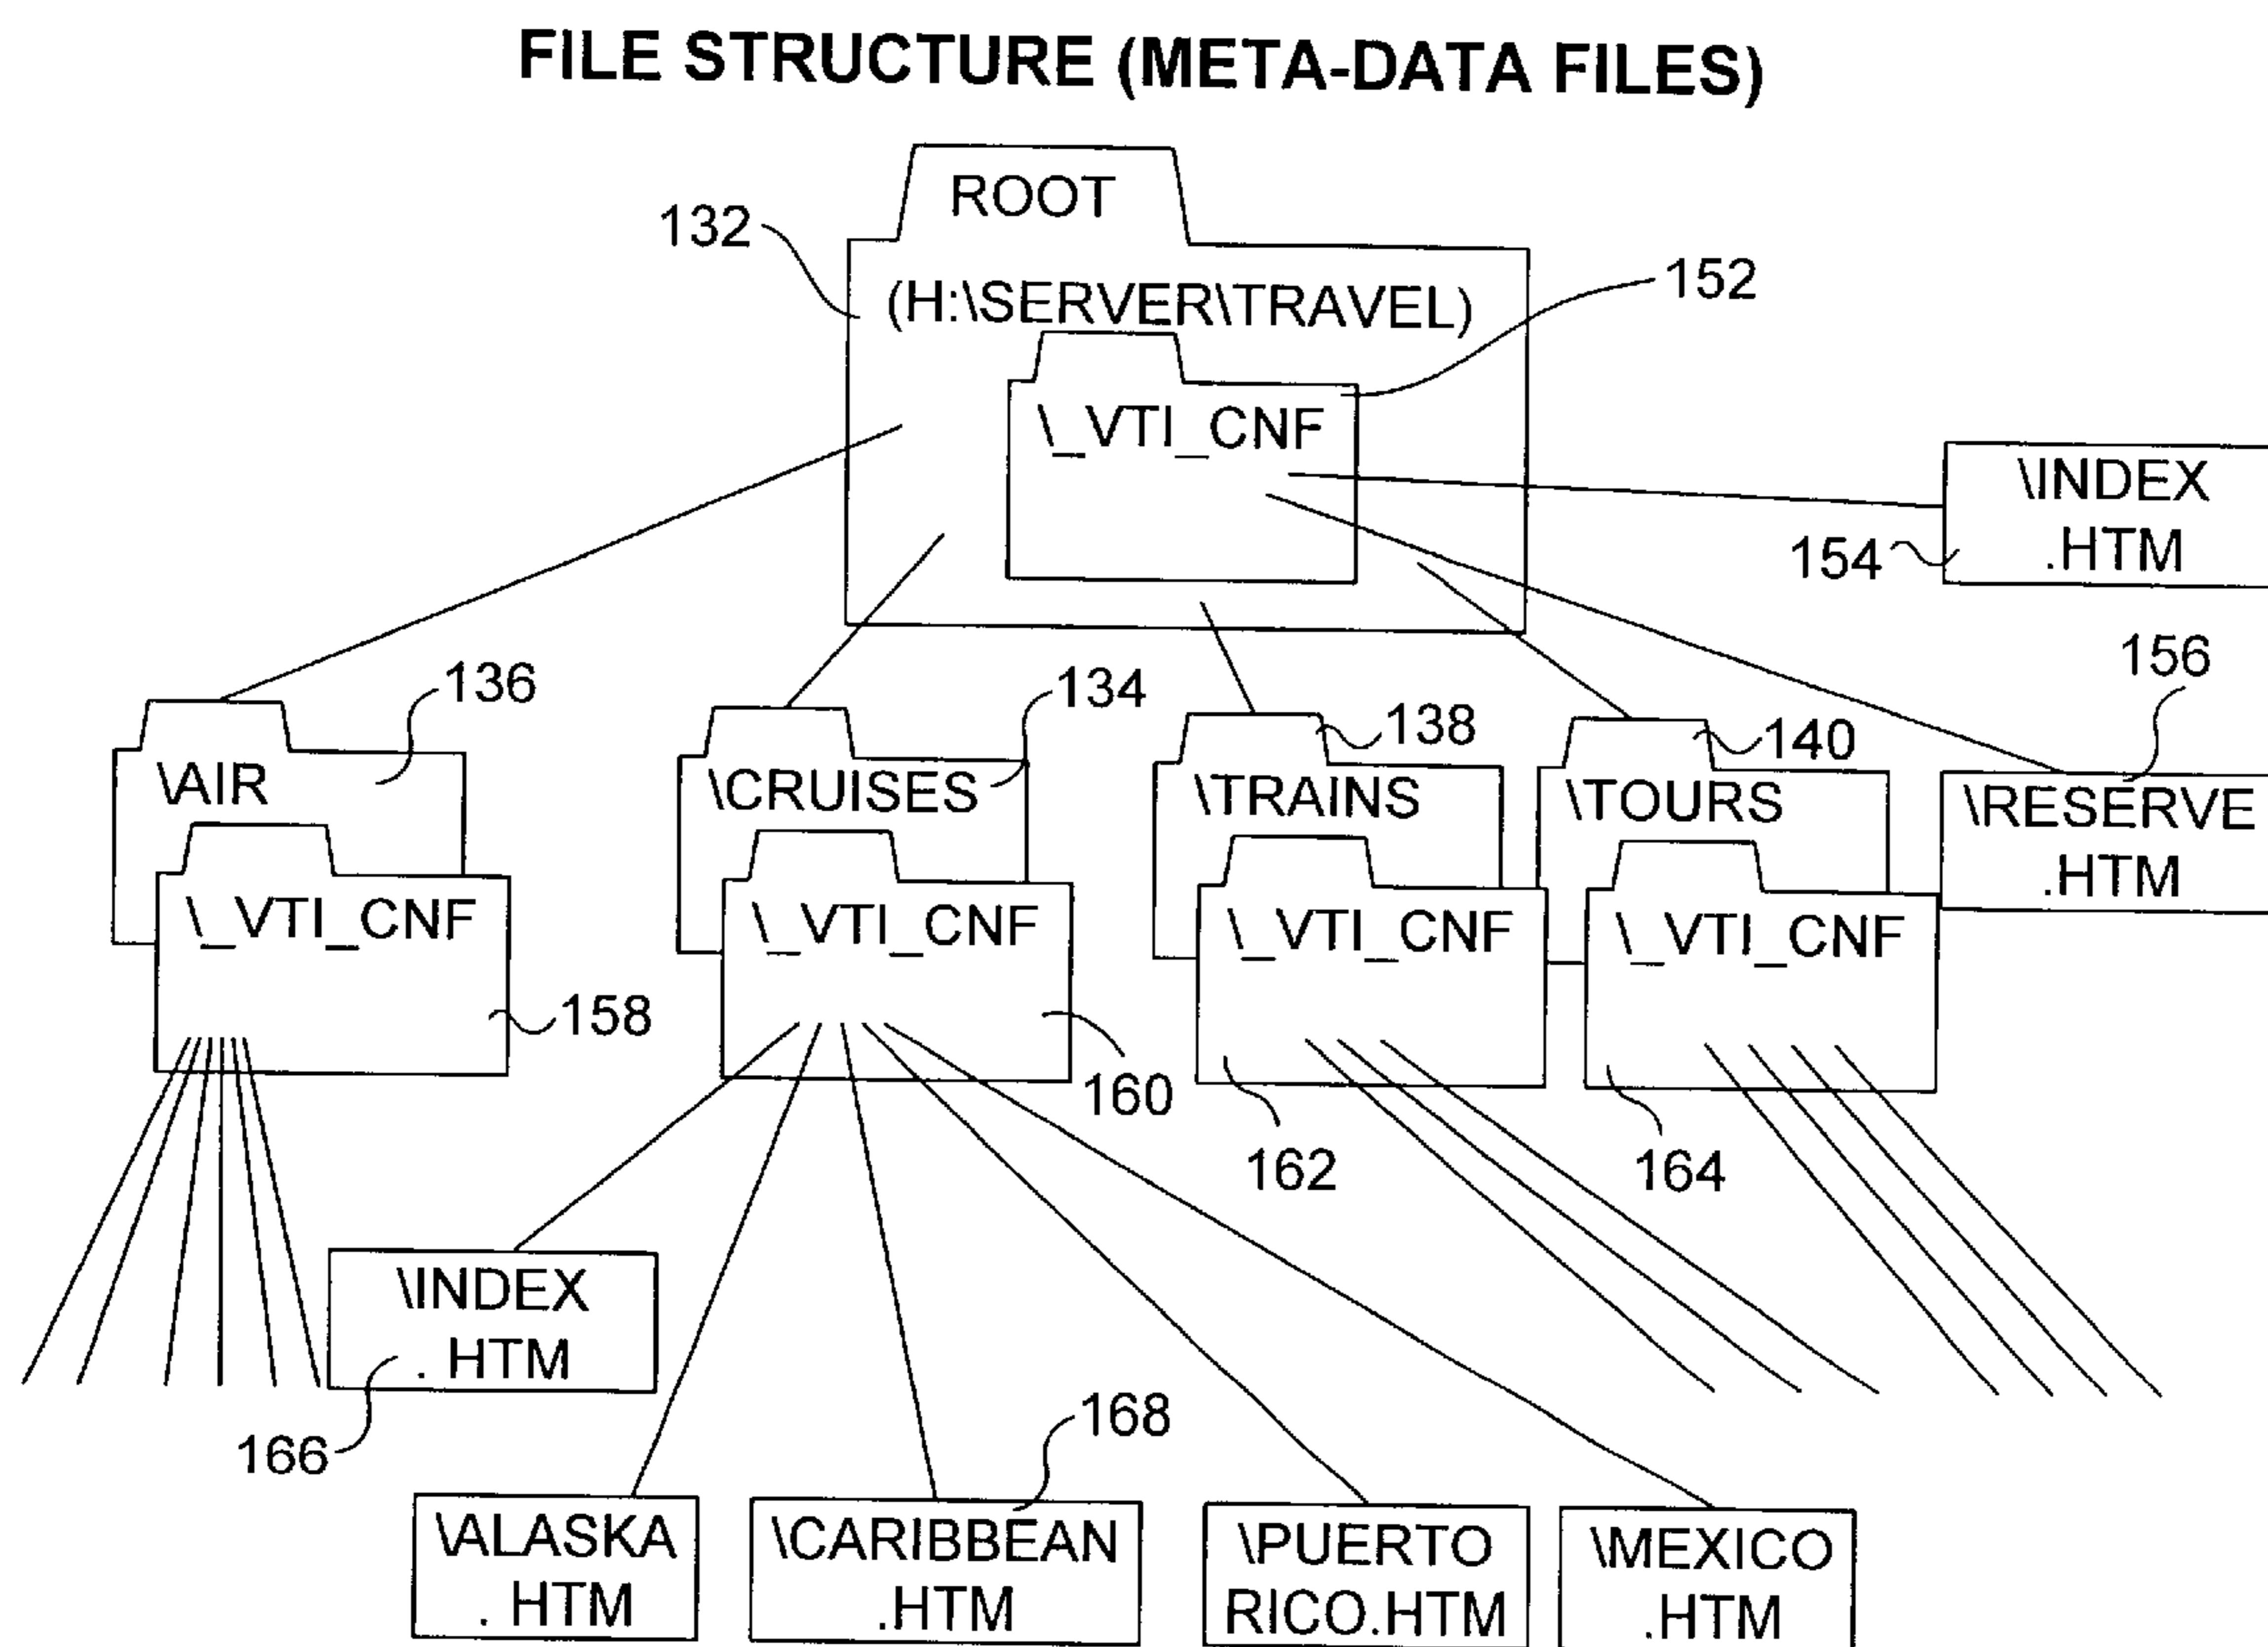 FILE STRUCTURE (META-DATA FILES)
ROOT
132
(H:\SERVER\TRAVEL)
152
\_VTI_CNF
\INDEX
.HTM
154
156
136
134
138
140
\AIR
\CRUISES
\TRAINS
\TOURS
\RESERVE
.HTM
\_VTI_CNF
\_VTI_CNF
\_VTI_CNF
\_VTI_CNF
158
160
162
164
\INDEX
. HTM
166
168
\ALASKA
. HTM
\CARIBBEAN
.HTM
\PUERTO
RICO.HTM
\MEXICO
.HTM